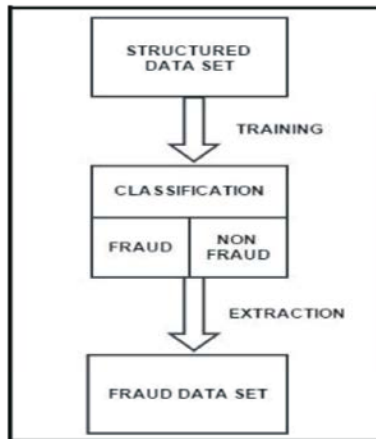 STRUCTURED
DATA SET
TRAINING
CLASSIFICATION
FRAUD
NON
FRAUD
EXTRACTION
FRAUD DATA SET